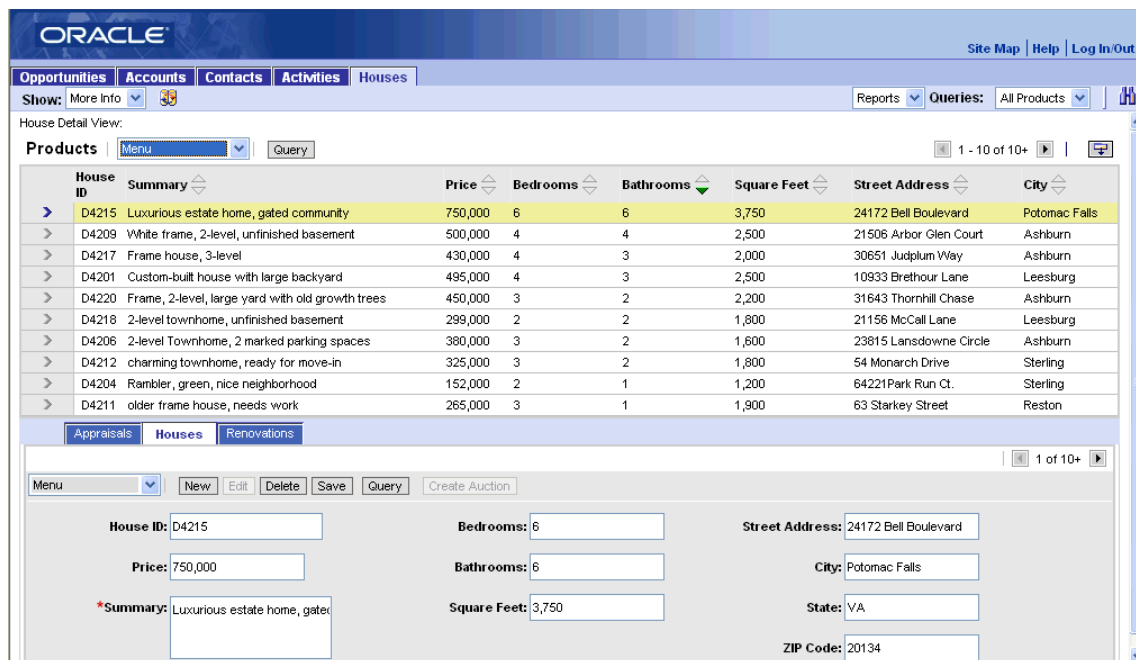 ORACLE
Site Map | Help | Log In/Out
Opportunities Accounts Contacts Activities Houses
Show: More Info Reports Queries: All Products
House Detail View:
Products Menu Query 1 - 10 of 10+
House ID Summary Price Bedrooms Bathrooms Square Feet Street Address City
D4215 Luxurious estate home, gated community 750,000 6 6 3,750 24172 Bell Boulevard Potomac Falls
D4209 White frame, 2-level, unfinished basement 500,000 4 4 2,500 21506 Arbor Glen Court Ashburn
D4217 Frame house, 3-level 430,000 4 3 2,000 30651 Judplum Way Ashburn
D4201 Custom-built house with large backyard 495,000 4 3 2,500 10933 Brethour Lane Leesburg
D4220 Frame, 2-level, large yard with old growth trees 450,000 3 2 2,200 31643 Thornhill Chase Ashburn
D4218 2-level townhome, unfinished basement 299,000 2 2 1,800 21156 McCall Lane Leesburg
D4206 2-level Townhome, 2 marked parking spaces 380,000 3 2 1,600 23815 Lansdowne Circle Ashburn
D4212 charming townhome, ready for move-in 325,000 3 2 1,800 54 Monarch Drive Sterling
D4204 Rambler, green, nice neighborhood 152,000 2 1 1,200 64221Park Run Ct. Sterling
D4211 older frame house, needs work 265,000 3 1 1,900 63 Starkey Street Reston
Appraisals Houses Renovations
1 of 10+
Menu New Edit Delete Save Query Create Auction
House ID: D4215 Bedrooms: 6 Street Address: 24172 Bell Boulevard
Price: 750,000 Bathrooms: 6 City: Potomac Falls
*Summary: Luxurious estate home, gated Square Feet: 3,750 State: VA
ZIP Code: 20134